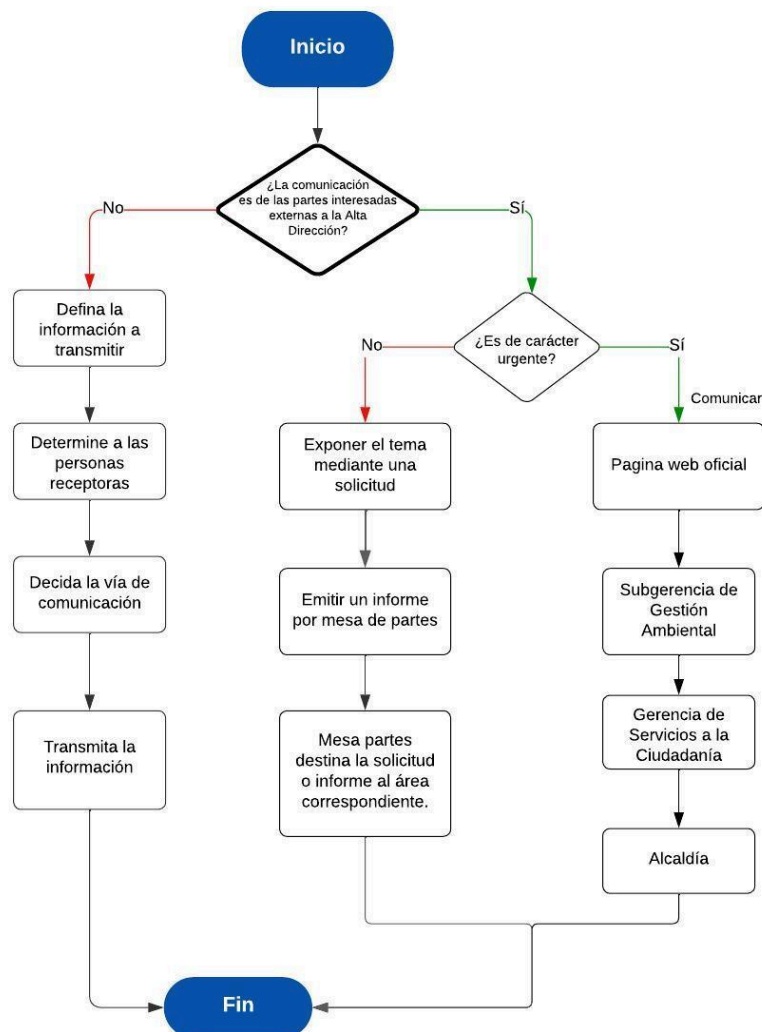 Inicio
¿La comunicación
es de las partes interesadas
externas a la Alta
Dirección?
No
Sí
Defina la
información a
transmitir
¿Es de carácter
urgente?
No
Sí
Comunicar
Determine a las
personas
receptoras
Exponer el tema
mediante una
solicitud
Pagina web oficial
Decida la vía de
comunicación
Emitir un informe
por mesa de partes
Subgerencia de
Gestión
Ambiental
Transmita la
información
Mesa partes
destina la solicitud
o informe al área
correspondiente.
Gerencia de
Servicios a la
Ciudadanía
Alcaldía
Fin